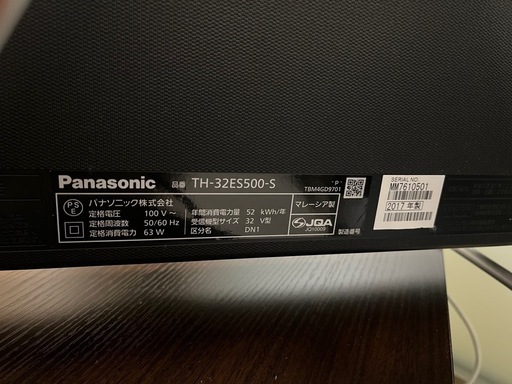 Panasonic 品番 TH-32ES500-S
PSE パナソニック株式会社
定格電圧 100 V～
定格周波数 50/60 Hz
定格消費電力 63 W
年間消費電力量 52 kWh/年
受信機型サイズ 32 V型
区分名 DN1
TBM4GD9701
マレーシア製
JQA
JQ10009
製造番号
SERIAL NO.
MM7610501
2017 年製